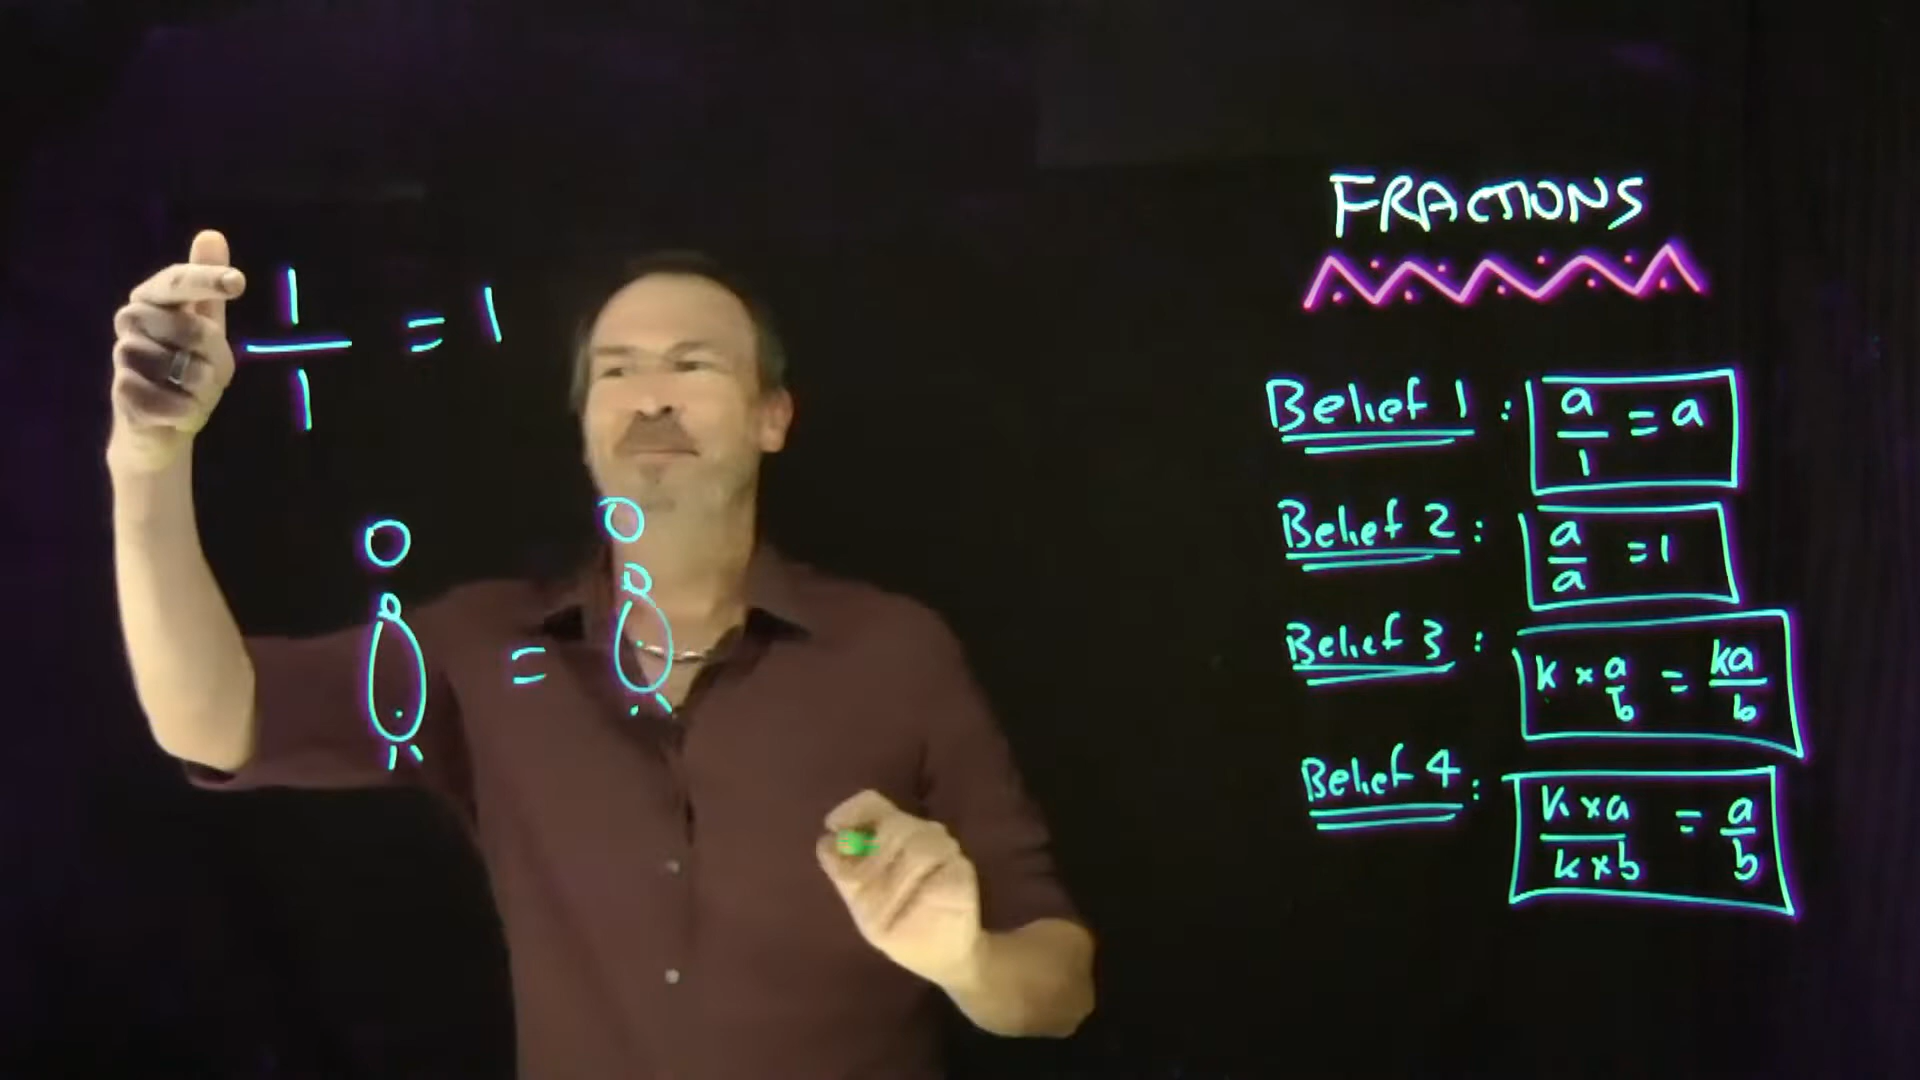 FRACTIONS
1/1 = 1
=
Belief 1 : a/1 = a
Belief 2 : a/a = 1
Belief 3 : k × a/b = ka/b
Belief 4 : k × a/k × b = a/b